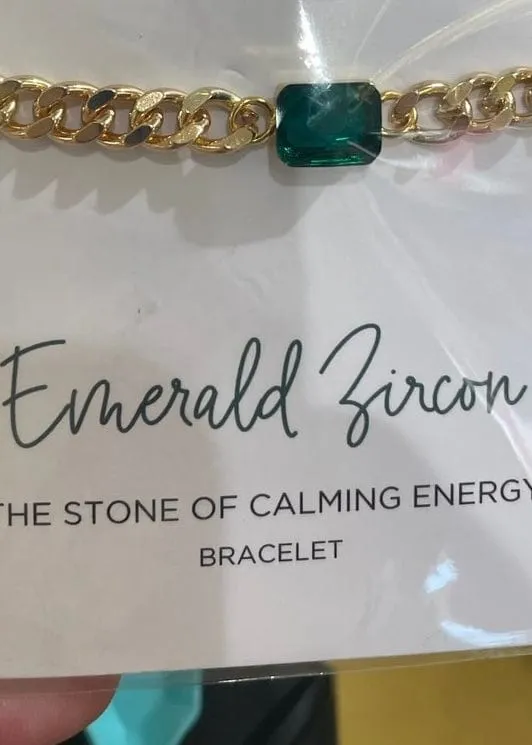 Emerald Zircon
THE STONE OF CALMING ENERGY
BRACELET